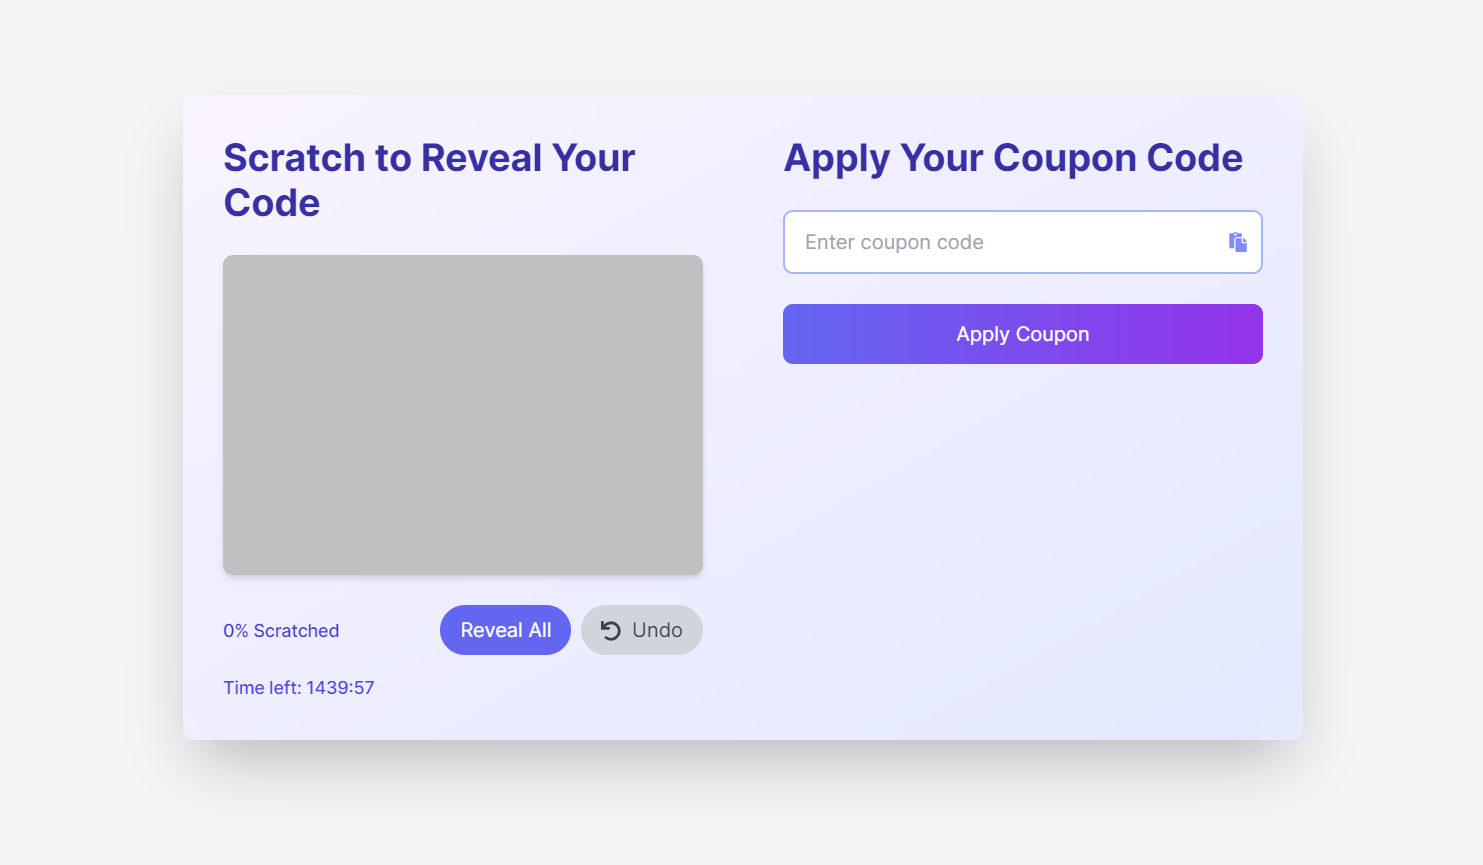 Scratch to Reveal Your
Code
0% Scratched
Reveal All
Undo
Time left: 1439:57
Apply Your Coupon Code
Enter coupon code
Apply Coupon